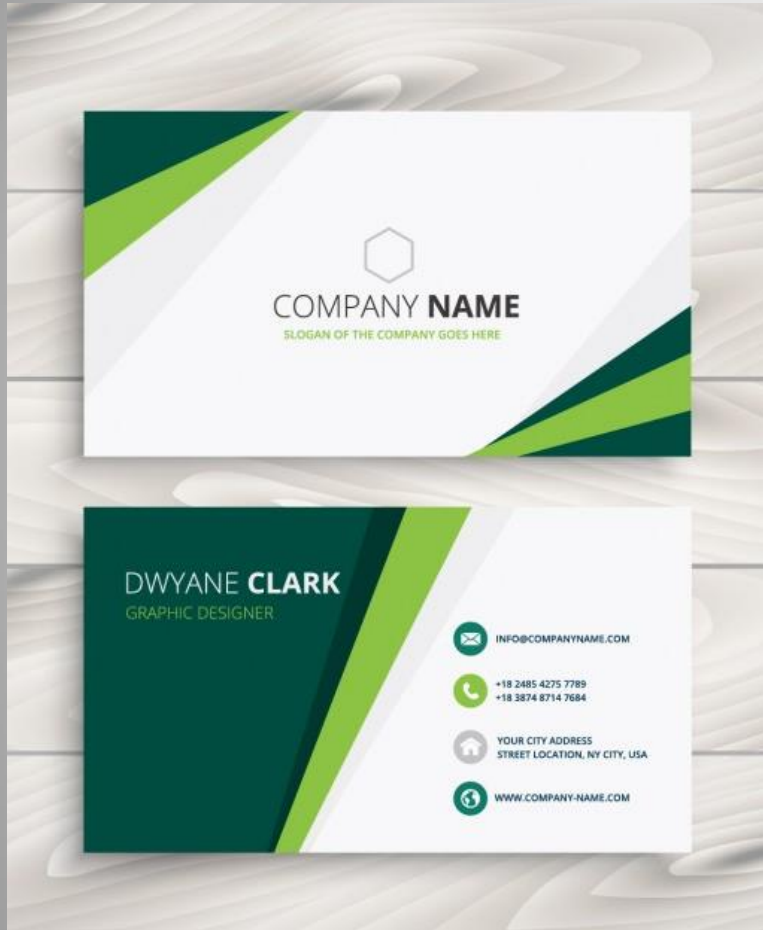 COMPANY NAME
SLOGAN OF THE COMPANY GOES HERE
DWYANE CLARK
GRAPHIC DESIGNER
INFO@COMPANYNAME.COM
+18 2485 4275 7789
+18 3874 8714 7684
YOUR CITY ADDRESS
STREET LOCATION, NY CITY, USA
WWW.COMPANY-NAME.COM